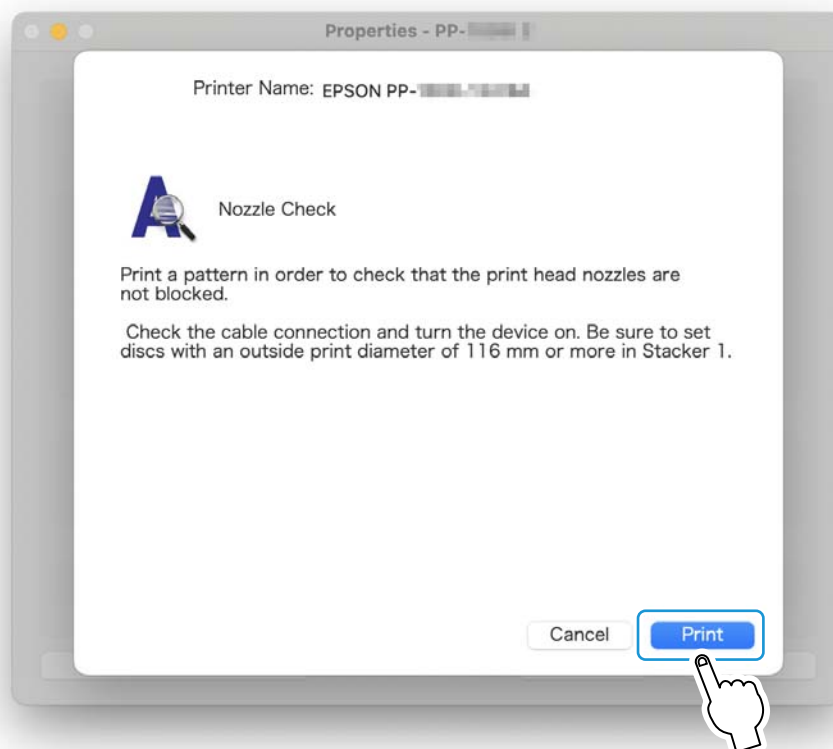 Properties - PP-
Printer Name: EPSON PP-
Nozzle Check
Print a pattern in order to check that the print head nozzles are
not blocked.
Check the cable connection and turn the device on. Be sure to set
discs with an outside print diameter of 116 mm or more in Stacker 1.
Cancel Print